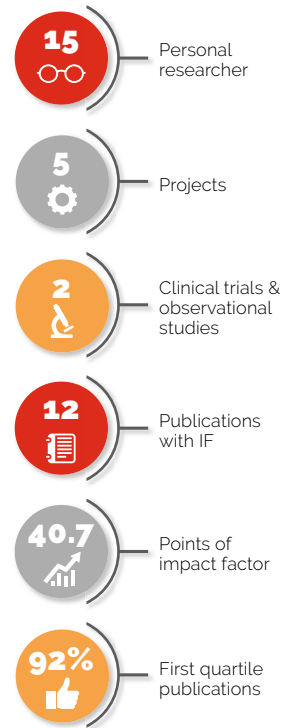 15
Personal
researcher
5
Projects
2
Clinical trials &
observational
studies
12
Publications
with IF
40.7
Points of
impact factor
92%
First quartile
publications